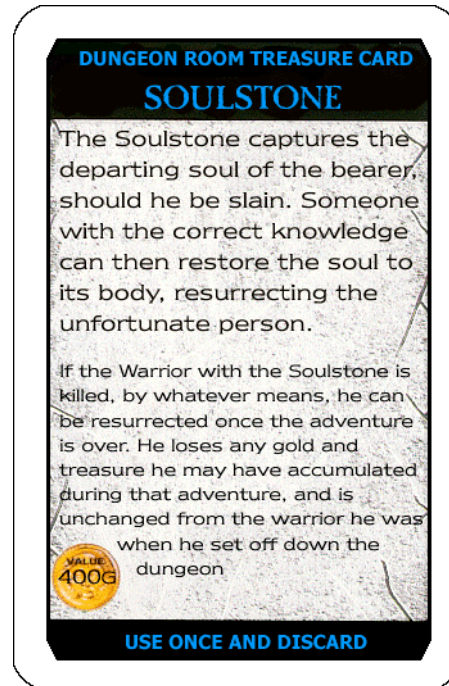 DUNGEON ROOM TREASURE CARD
SOULSTONE
The Soulstone captures the
departing soul of the bearer,
should he be slain. Someone
with the correct knowledge
can then restore the soul to
its body, resurrecting the
unfortunate person.
If the Warrior with the Soulstone is
killed, by whatever means, he can
be resurrected once the adventure
is over. He loses any gold and
treasure he may have accumulated
during that adventure, and is
unchanged from the warrior he was
when he set off down the
dungeon
VALUE
400G
USE ONCE AND DISCARD